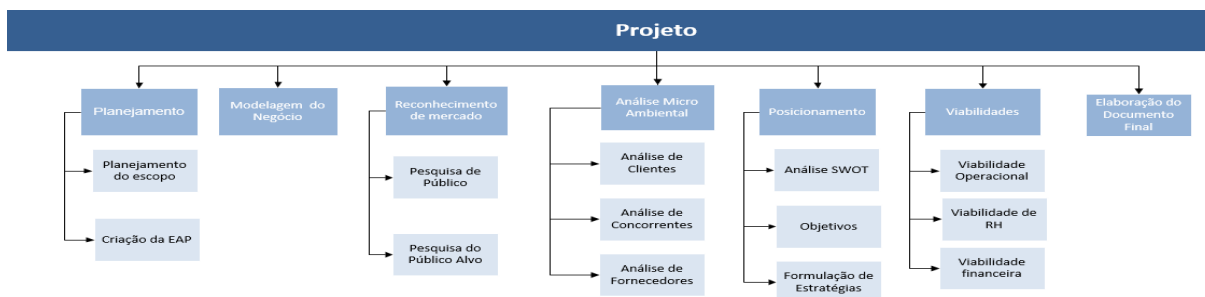 Projeto
Planejamento
Planejamento
do escopo
Criação da EAP
Modelagem do
Negócio
Reconhecimento
de mercado
Pesquisa de
Público
Pesquisa do
Público Alvo
Análise Micro
Ambiental
Análise de
Clientes
Análise de
Concorrentes
Análise de
Fornecedores
Posicionamento
Análise SWOT
Objetivos
Formulação de
Estratégias
Viabilidades
Viabilidade
Operacional
Viabilidade de
RH
Viabilidade
financeira
Elaboração do
Documento
Final